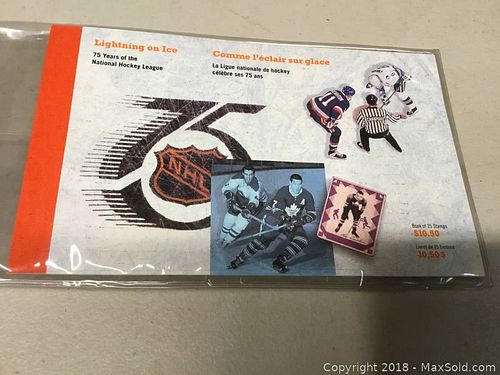 Lightning on Ice
75 Years of the
National Hockey League
Comme l'éclair sur glace
La Ligue nationale de hockey
célèbre ses 75 ans
75
NHL
11
Book of 25 Stamps
$10.50
Livret de 25 timbres
10,50 $
Copyright 2018 - MaxSold.com